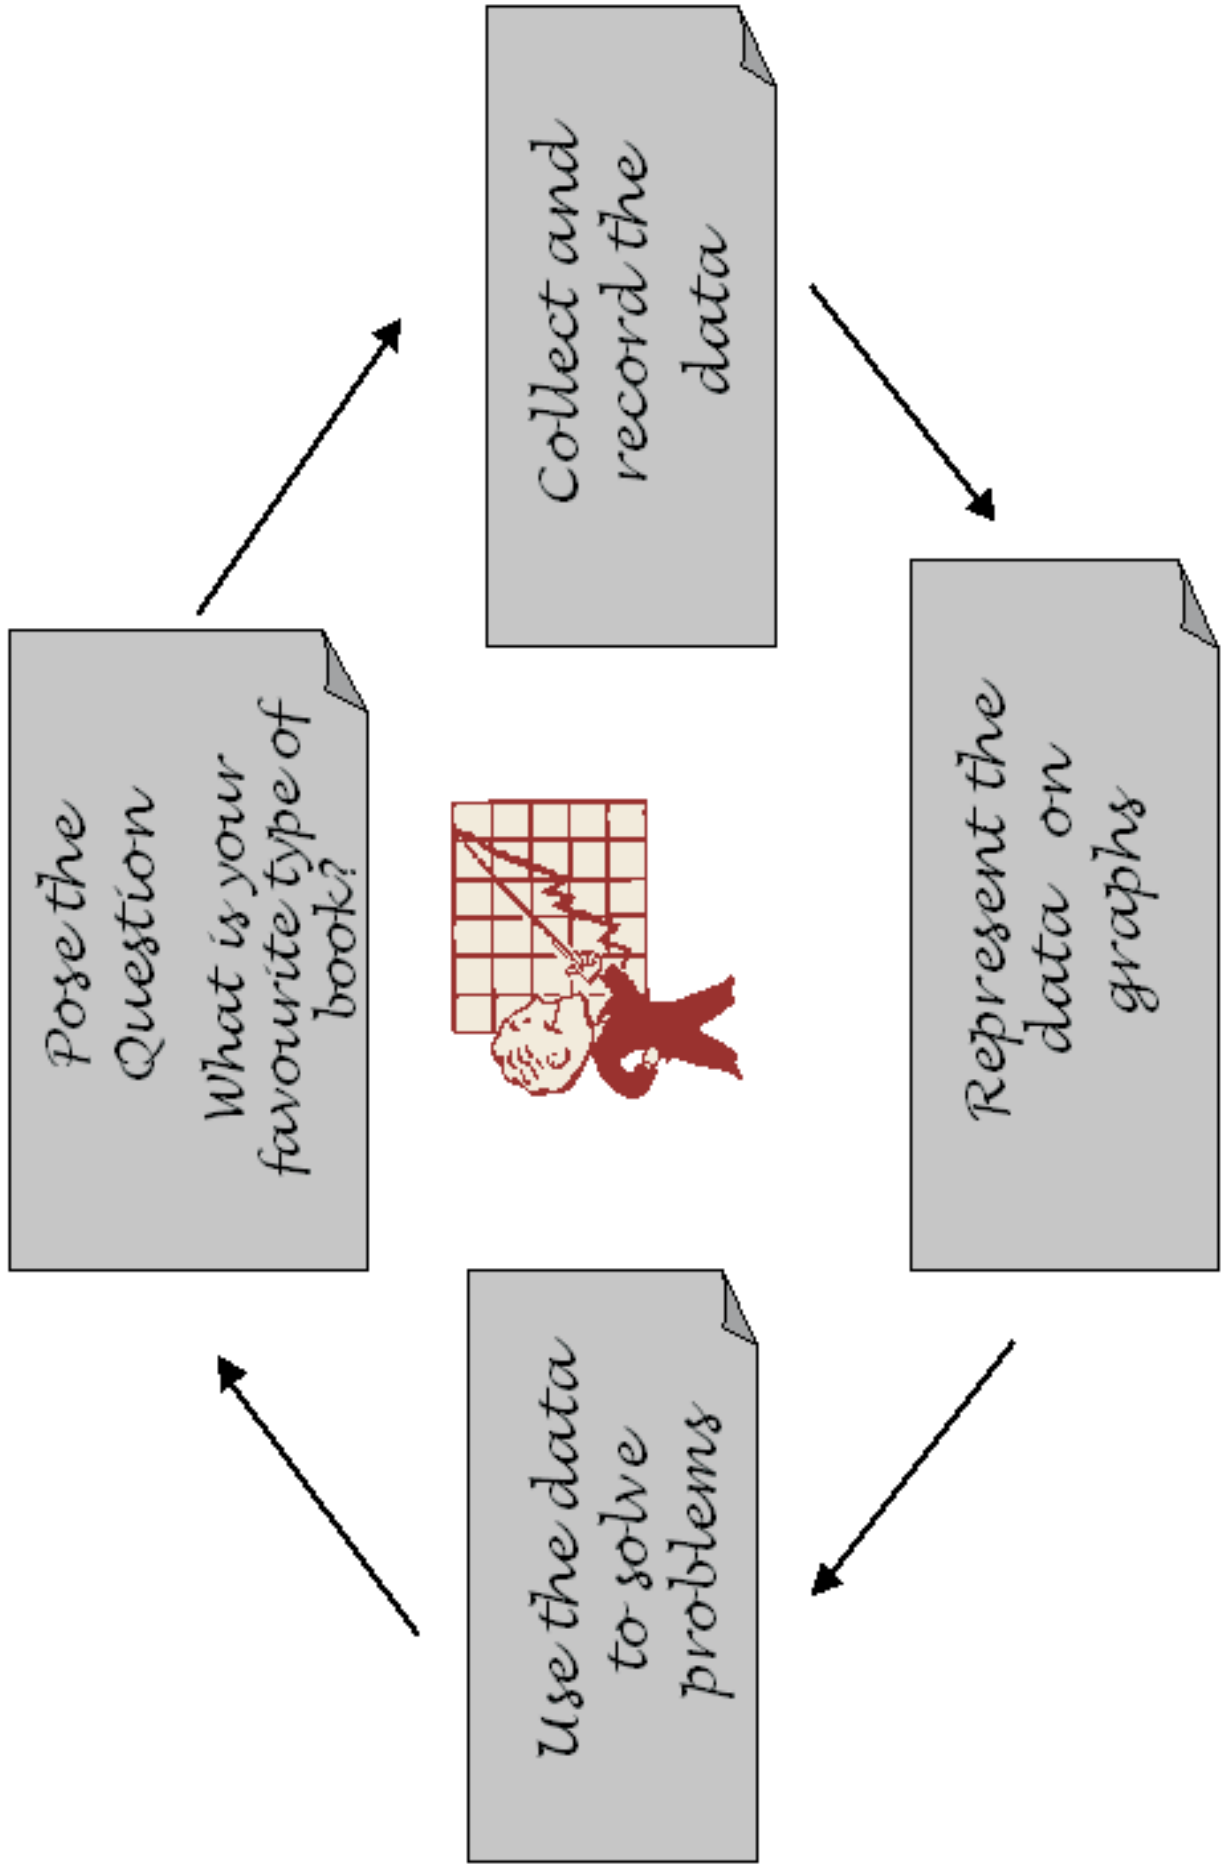 Pose the
Question
What is your
favourite type of
book?
Collect and
record the
data
Represent the
data on
graphs
Use the data
to solve
problems